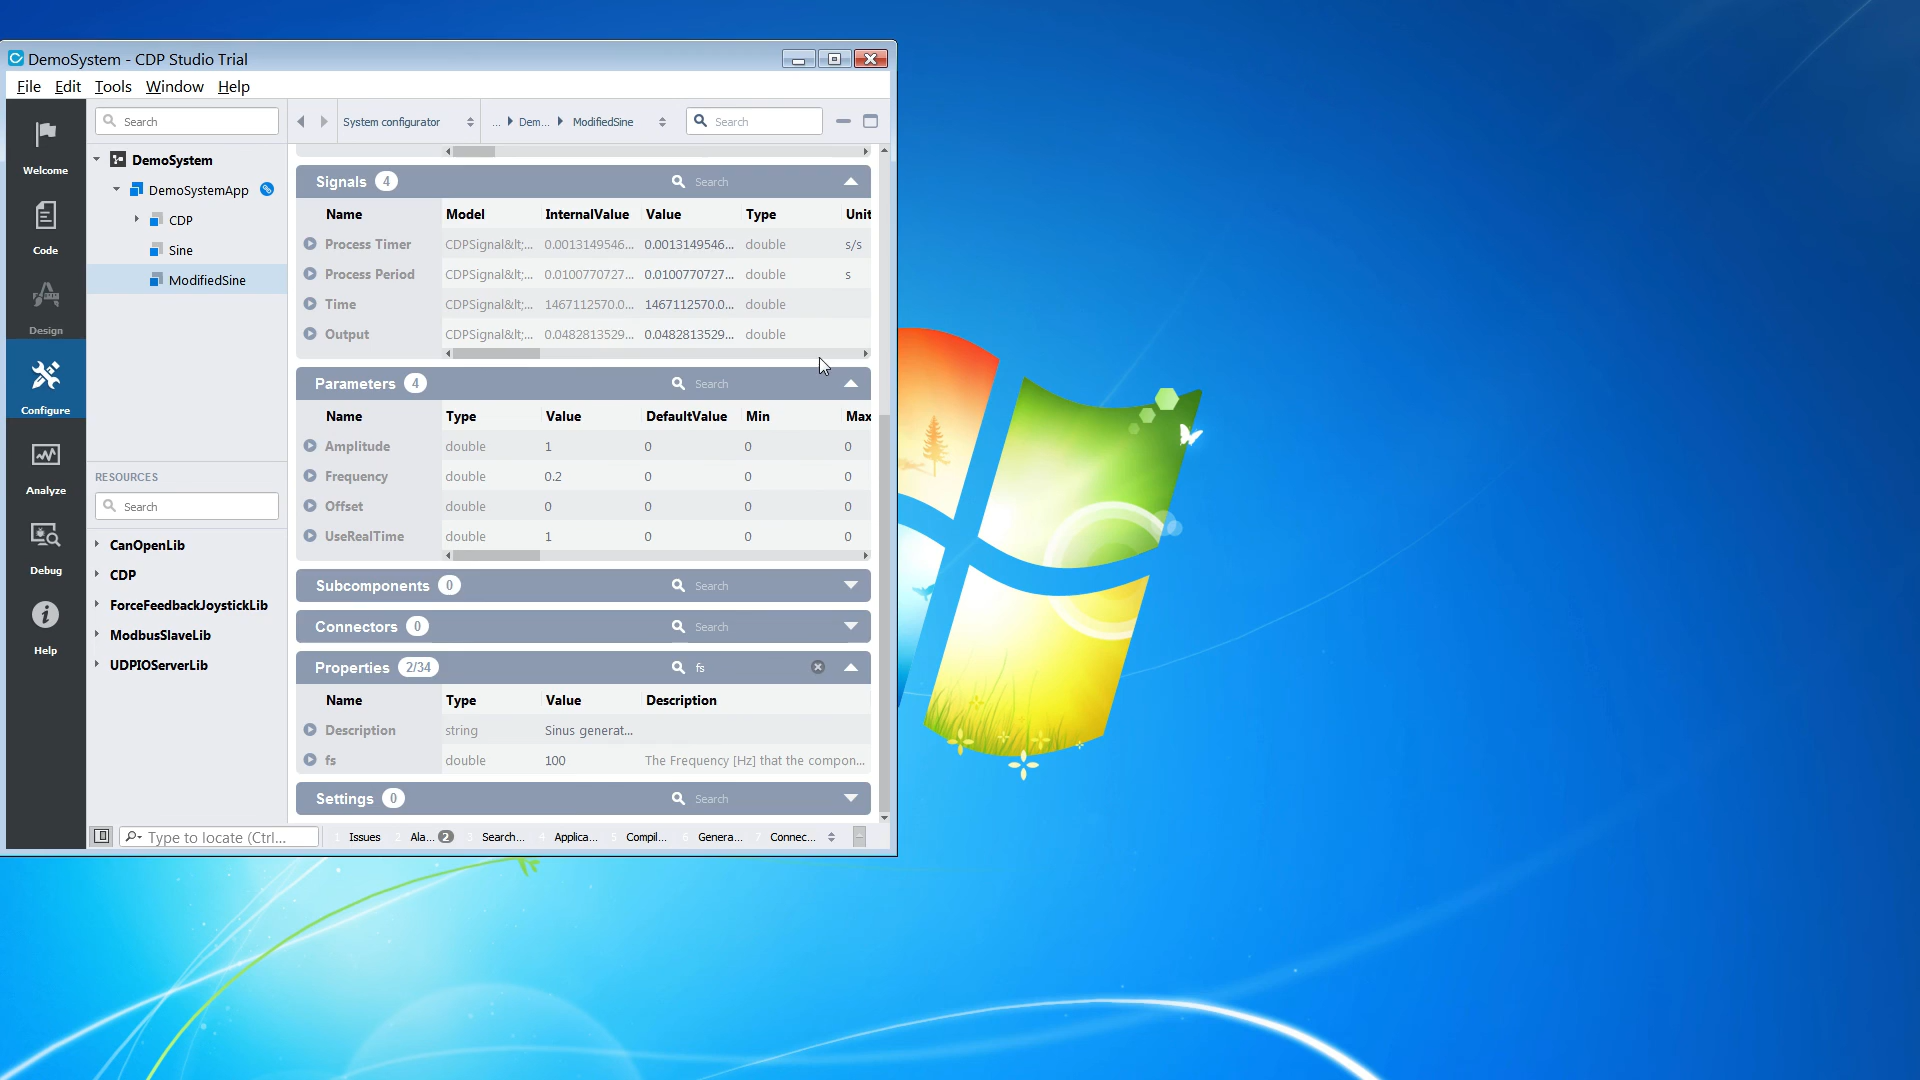 DemoSystem - CDP Studio Trial
File Edit Tools Window Help
Search
System configurator
... Dem... ModifiedSine
Search
Welcome
Code
Design
Configure
Analyze
Debug
Help
DemoSystem
DemoSystemApp
CDP
Sine
ModifiedSine
RESOURCES
Search
CanOpenLib
CDP
ForceFeedbackJoystickLib
ModbusSlaveLib
UDPIOServerLib
Signals 4 Search
Name Model InternalValue Value Type Unit
Process Timer CDPSignal&lt;... 0.0013149546... 0.0013149546... double s/s
Process Period CDPSignal&lt;... 0.0100770727... 0.0100770727... double s
Time CDPSignal&lt;... 1467112570.0... 1467112570.0... double
Output CDPSignal&lt;... 0.0482813529... 0.0482813529... double
Parameters 4 Search
Name Type Value DefaultValue Min Max
Amplitude double 1 0 0 0
Frequency double 0.2 0 0 0
Offset double 0 0 0 0
UseRealTime double 1 0 0 0
Subcomponents 0 Search
Connectors 0 Search
Properties 2/34 fs
Name Type Value Description
Description string Sinus generat...
fs double 100 The Frequency [Hz] that the compon...
Settings 0 Search
Type to locate (Ctrl...
1 Issues 2 Ala... 2 3 Search... 4 Applica... 5 Compil... 6 Genera... 7 Connec...